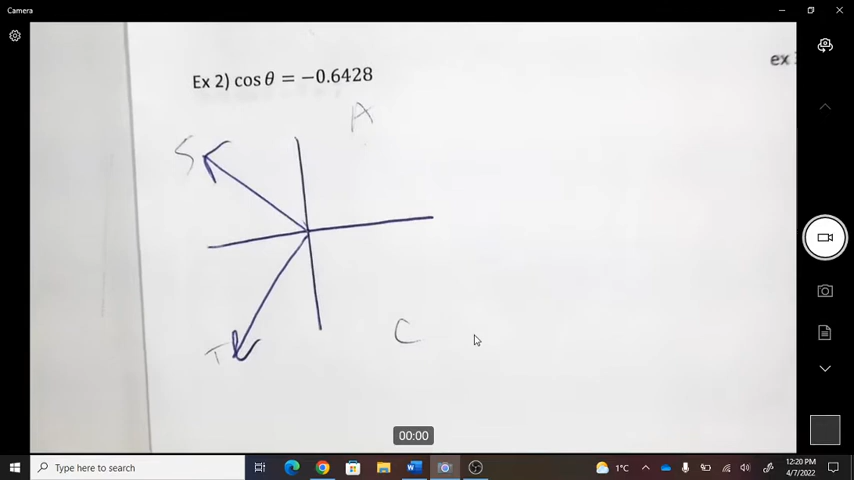 Camera
Ex 2) cos θ = −0.6428
ex
A
S
T
C
00:00
Type here to search
1°C
12:20 PM
4/7/2022